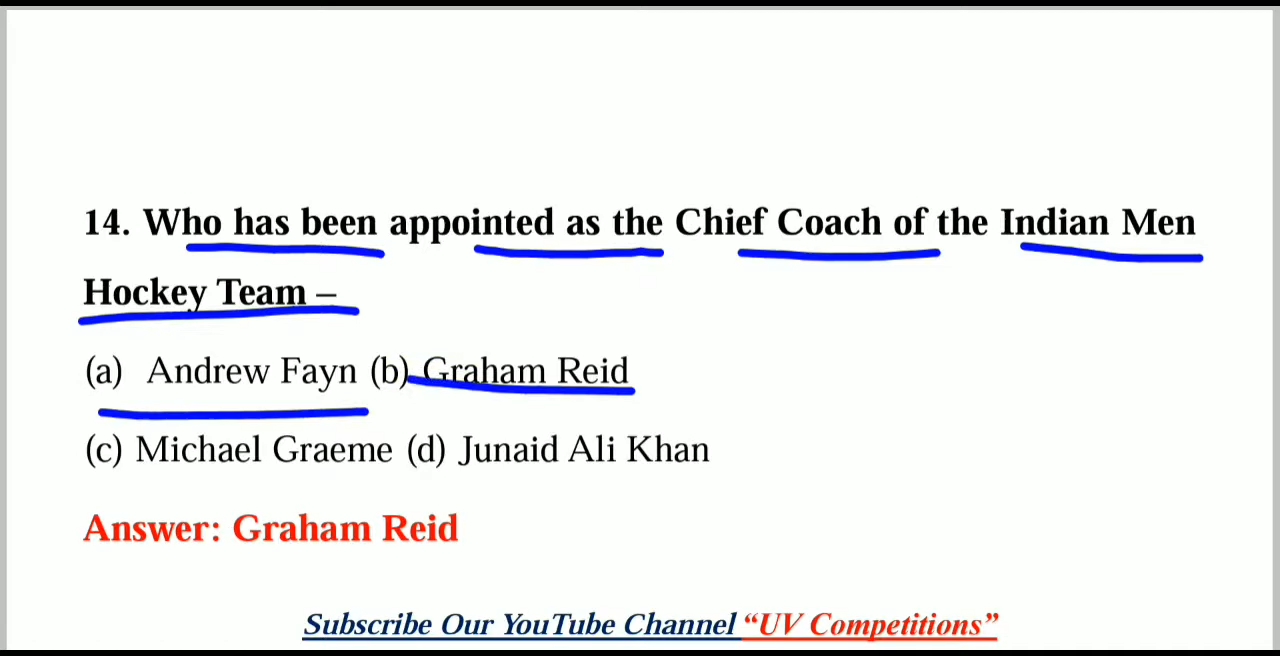 14. Who has been appointed as the Chief Coach of the Indian Men
Hockey Team –
(a) Andrew Fayn (b) Graham Reid
(c) Michael Graeme (d) Junaid Ali Khan
Answer: Graham Reid
Subscribe Our YouTube Channel “UV Competitions”